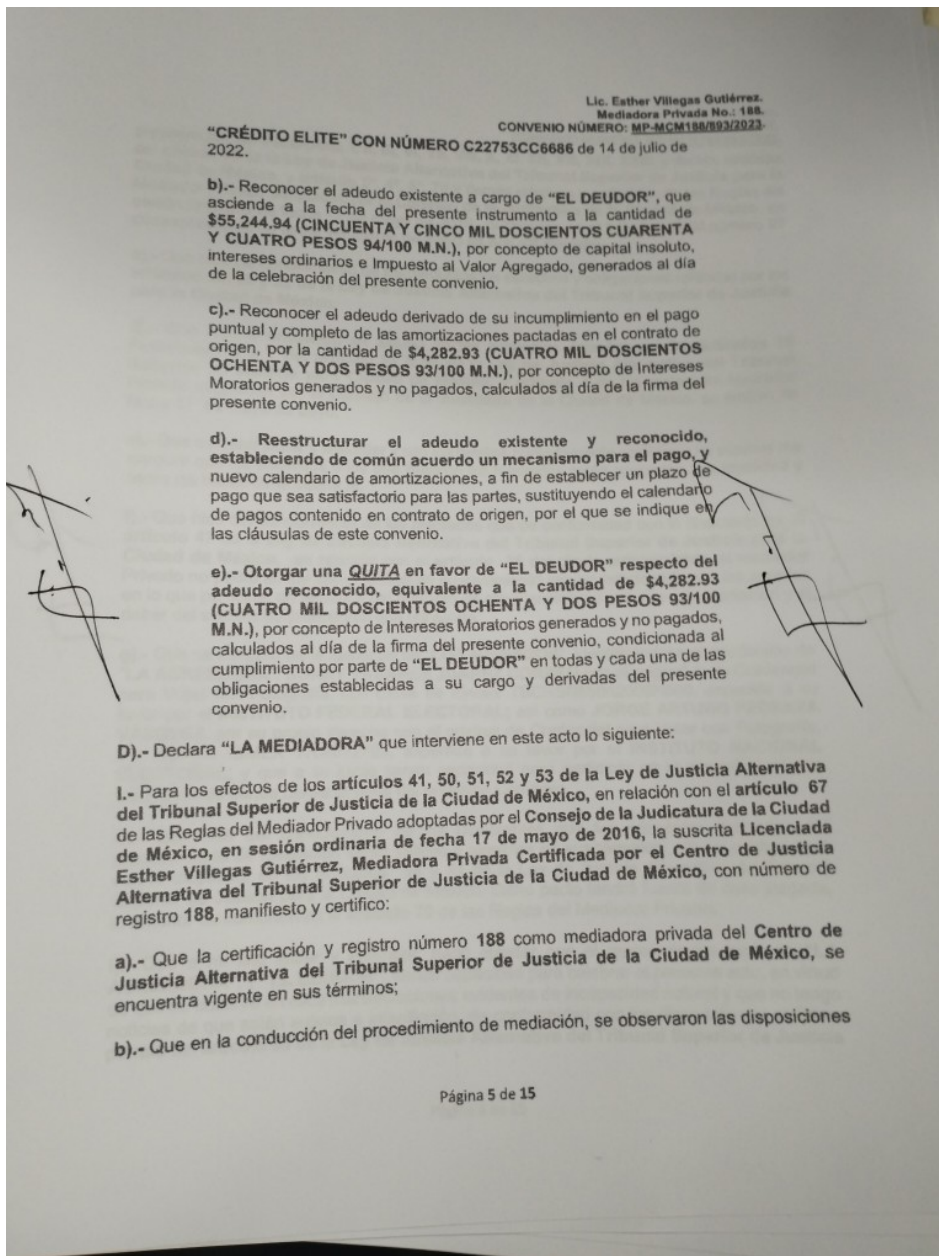 Lic. Esther Villegas Gutiérrez.
Mediadora Privada No.: 188.
CONVENIO NÚMERO: MP-MCM188/893/2023.
“CRÉDITO ELITE” CON NÚMERO C22753CC6686 de 14 de julio de
2022.
b).- Reconocer el adeudo existente a cargo de “EL DEUDOR”, que
asciende a la fecha del presente instrumento a la cantidad de
$55,244.94 (CINCUENTA Y CINCO MIL DOSCIENTOS CUARENTA
Y CUATRO PESOS 94/100 M.N.), por concepto de capital insoluto,
intereses ordinarios e Impuesto al Valor Agregado, generados al día
de la celebración del presente convenio.
c).- Reconocer el adeudo derivado de su incumplimiento en el pago
puntual y completo de las amortizaciones pactadas en el contrato de
origen, por la cantidad de $4,282.93 (CUATRO MIL DOSCIENTOS
OCHENTA Y DOS PESOS 93/100 M.N.), por concepto de Intereses
Moratorios generados y no pagados, calculados al día de la firma del
presente convenio.
d).- Reestructurar el adeudo existente y reconocido,
estableciendo de común acuerdo un mecanismo para el pago, y
nuevo calendario de amortizaciones, a fin de establecer un plazo de
pago que sea satisfactorio para las partes, sustituyendo el calendario
de pagos contenido en contrato de origen, por el que se indique en
las cláusulas de este convenio.
e).- Otorgar una QUITA en favor de “EL DEUDOR” respecto del
adeudo reconocido, equivalente a la cantidad de $4,282.93
(CUATRO MIL DOSCIENTOS OCHENTA Y DOS PESOS 93/100
M.N.), por concepto de Intereses Moratorios generados y no pagados,
calculados al día de la firma del presente convenio, condicionada al
cumplimiento por parte de “EL DEUDOR” en todas y cada una de las
obligaciones establecidas a su cargo y derivadas del presente
convenio.
D).- Declara “LA MEDIADORA” que interviene en este acto lo siguiente:
I.- Para los efectos de los artículos 41, 50, 51, 52 y 53 de la Ley de Justicia Alternativa
del Tribunal Superior de Justicia de la Ciudad de México, en relación con el artículo 67
de las Reglas del Mediador Privado adoptadas por el Consejo de la Judicatura de la Ciudad
de México, en sesión ordinaria de fecha 17 de mayo de 2016, la suscrita Licenciada
Esther Villegas Gutiérrez, Mediadora Privada Certificada por el Centro de Justicia
Alternativa del Tribunal Superior de Justicia de la Ciudad de México, con número de
registro 188, manifiesto y certifico:
a).- Que la certificación y registro número 188 como mediadora privada del Centro de
Justicia Alternativa del Tribunal Superior de Justicia de la Ciudad de México, se
encuentra vigente en sus términos;
b).- Que en la conducción del procedimiento de mediación, se observaron las disposiciones
Página 5 de 15